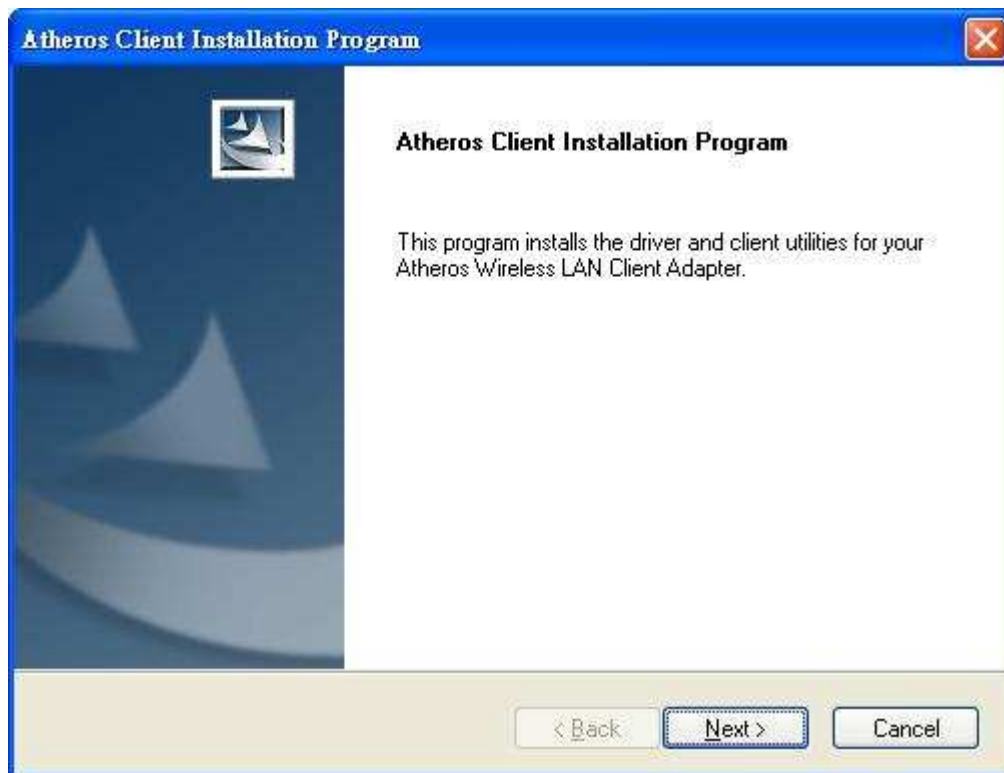 Atheros Client Installation Program
Atheros Client Installation Program
This program installs the driver and client utilities for your
Atheros Wireless LAN Client Adapter.
< Back
Next >
Cancel